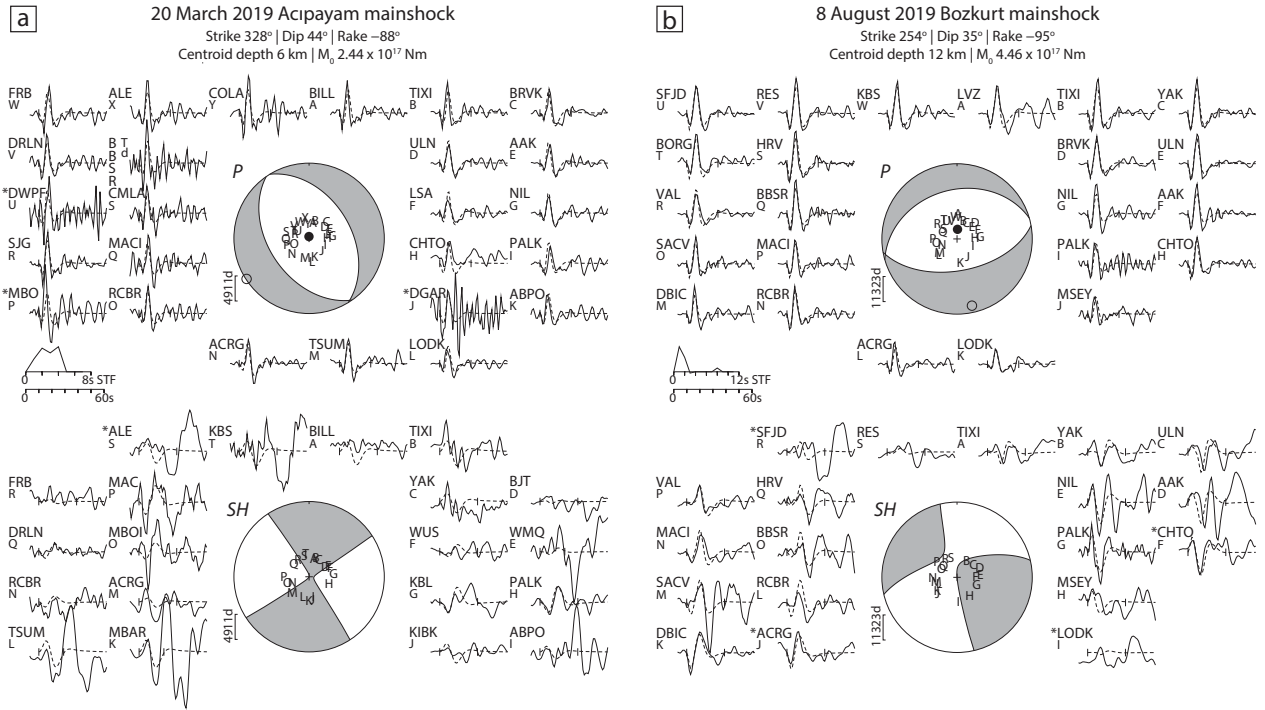 a
20 March 2019 Acıpayam mainshock
Strike 328° | Dip 44° | Rake −88°
Centroid depth 6 km | M0 2.44 x 10^17 Nm
FRB W
ALE X
COLA Y
BILL A
TIXI B
BRVK C
DRLN V
BBSR T d
ULN D
AAK E
*DWPF U
CMLA S
LSA F
NIL G
SJG R
MACI Q
CHTO H
PALK I
*MBO P
RCBR O
*DGAR J
ABPO K
ACRG N
TSUM M
LODK L
P
4911d
0 8s STF
0 60s
*ALE S
KBS T
BILL A
TIXI B
FRB R
MACI P
YAK C
BJT D
DRLN Q
MBOI O
WUS F
WMQ E
RCBR N
ACRG M
KBL G
PALK H
TSUM L
MBAR K
KIBK J
ABPO I
SH
4911d
b
8 August 2019 Bozkurt mainshock
Strike 254° | Dip 35° | Rake −95°
Centroid depth 12 km | M0 4.46 x 10^17 Nm
SFJD U
RES V
KBS W
LVZ A
TIXI B
YAK C
BORG T
HRV S
BRVK D
ULN E
VAL R
BBSR Q
NIL G
AAK F
SACV O
MACI P
PALK I
CHTO H
DBIC M
RCBR N
MSEY J
ACRG L
LODK K
P
11323d
0 12s STF
0 60s
*SFJD R
RES S
TIXI A
YAK B
ULN C
VAL P
HRV Q
NIL E
AAK D
MACI N
BBSR O
PALK G
*CHTO F
SACV M
RCBR L
MSEY H
DBIC K
*ACRG J
*LODK I
SH
11323d